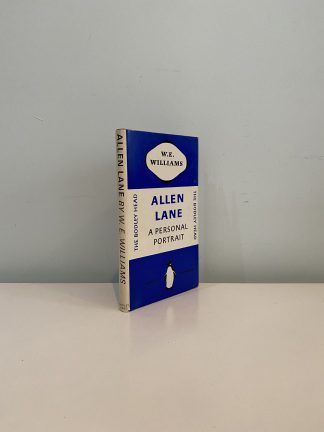 ALLEN LANE BY W. E. WILLIAMS
W.E.
WILLIAMS
THE BODLEY HEAD
ALLEN
LANE
A PERSONAL
PORTRAIT
THE BODLEY HEAD